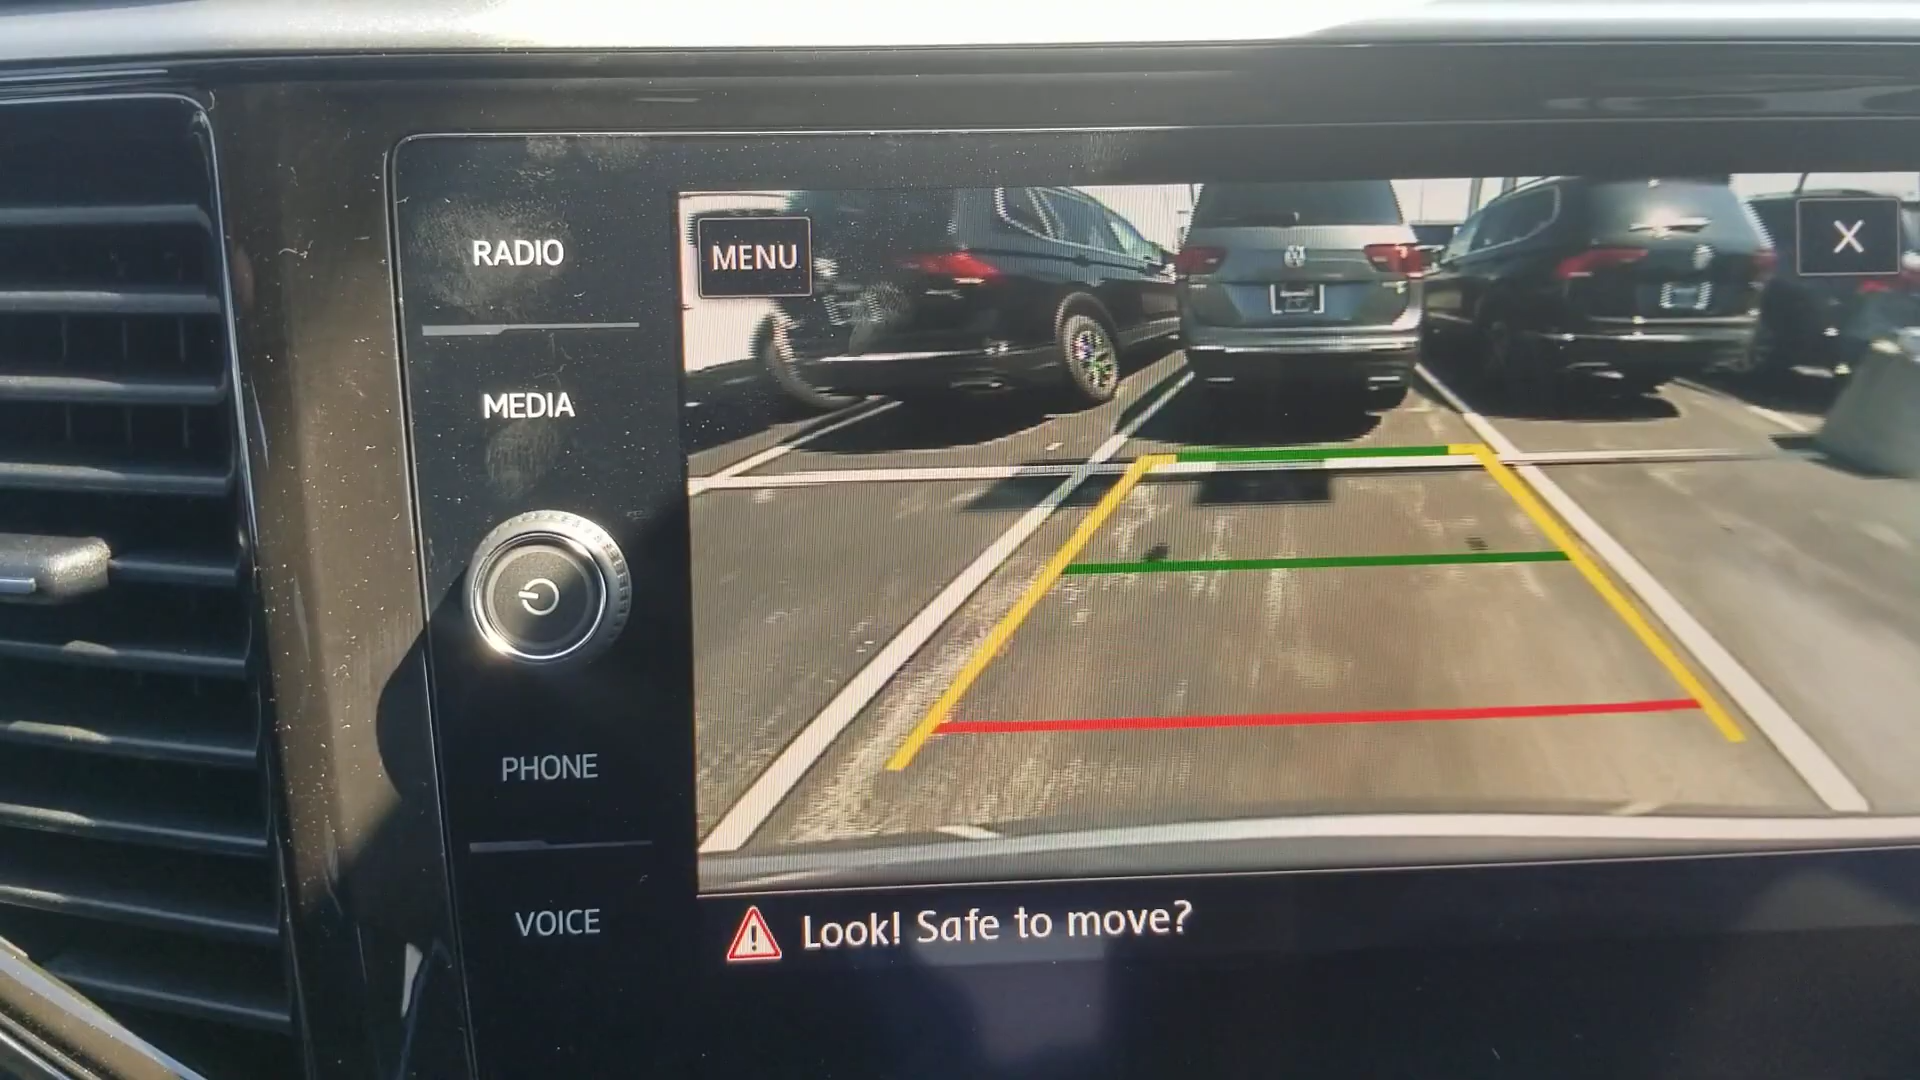 RADIO
MEDIA
PHONE
VOICE
MENU
X
Look! Safe to move?